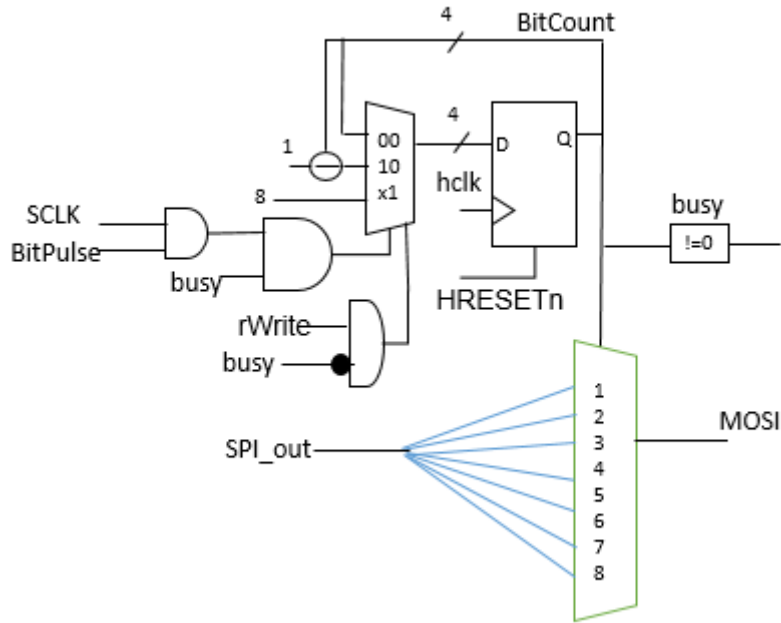 4
BitCount
1
00
10
x1
4
D
Q
hclk
8
SCLK
BitPulse
busy
busy
!=0
HRESETn
rWrite
busy
1
2
3
4
5
6
7
8
SPI_out
MOSI